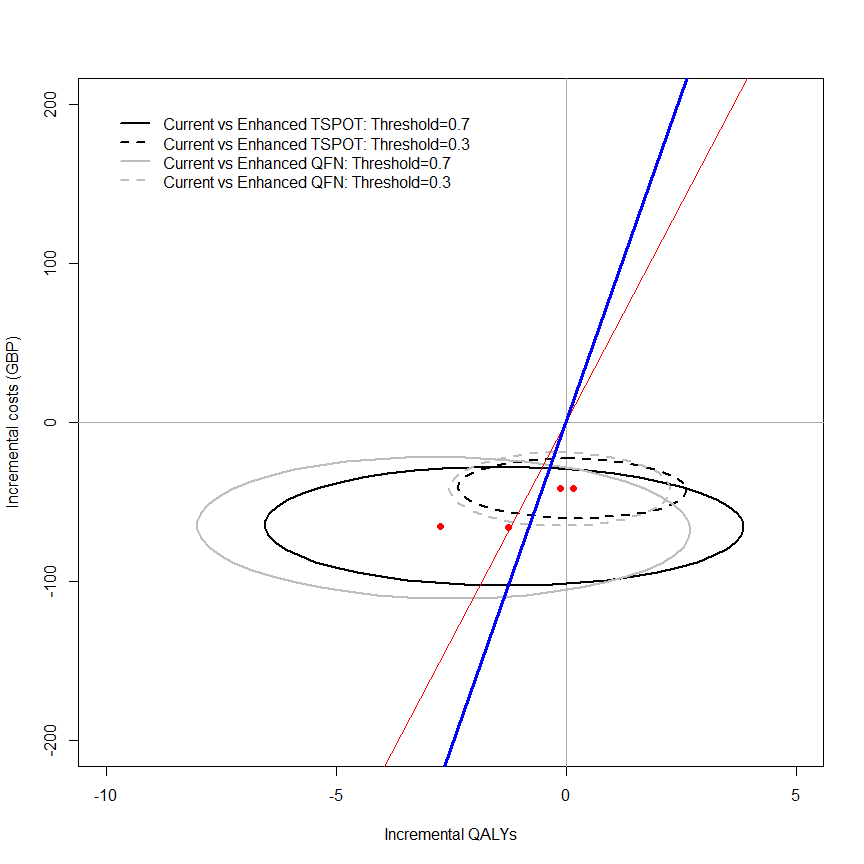 Current vs Enhanced TSPOT: Threshold=0.7
Current vs Enhanced TSPOT: Threshold=0.3
Current vs Enhanced QFN: Threshold=0.7
Current vs Enhanced QFN: Threshold=0.3
Incremental costs (GBP)
200
100
0
-100
-200
-10
-5
0
5
Incremental QALYs